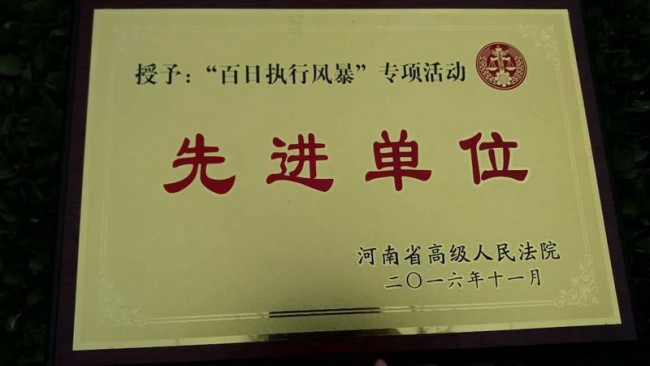 授予：“百日执行风暴”专项活动
先进单位
河南省高级人民法院
二〇一六年十一月